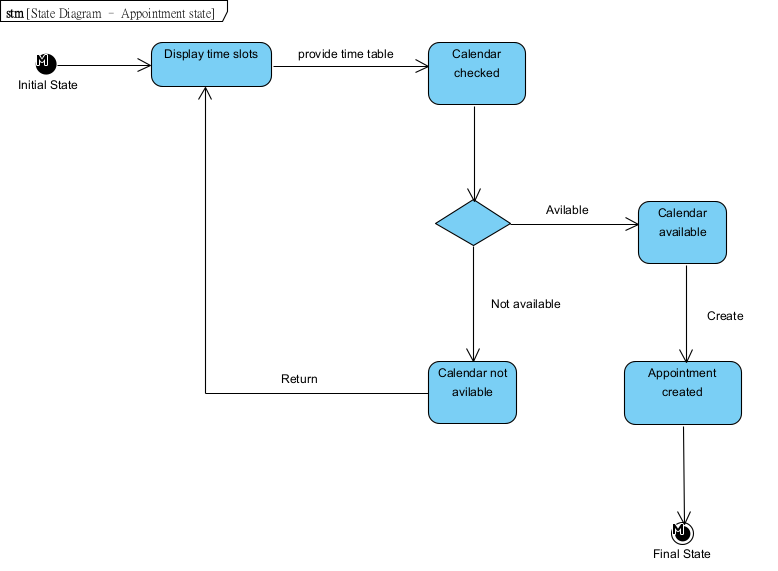 stm [State Diagram - Appointment state]
Display time slots
provide time table
Calendar
checked
Initial State
Avilable
Calendar
available
Not available
Create
Return
Calendar not
avilable
Appointment
created
Final State